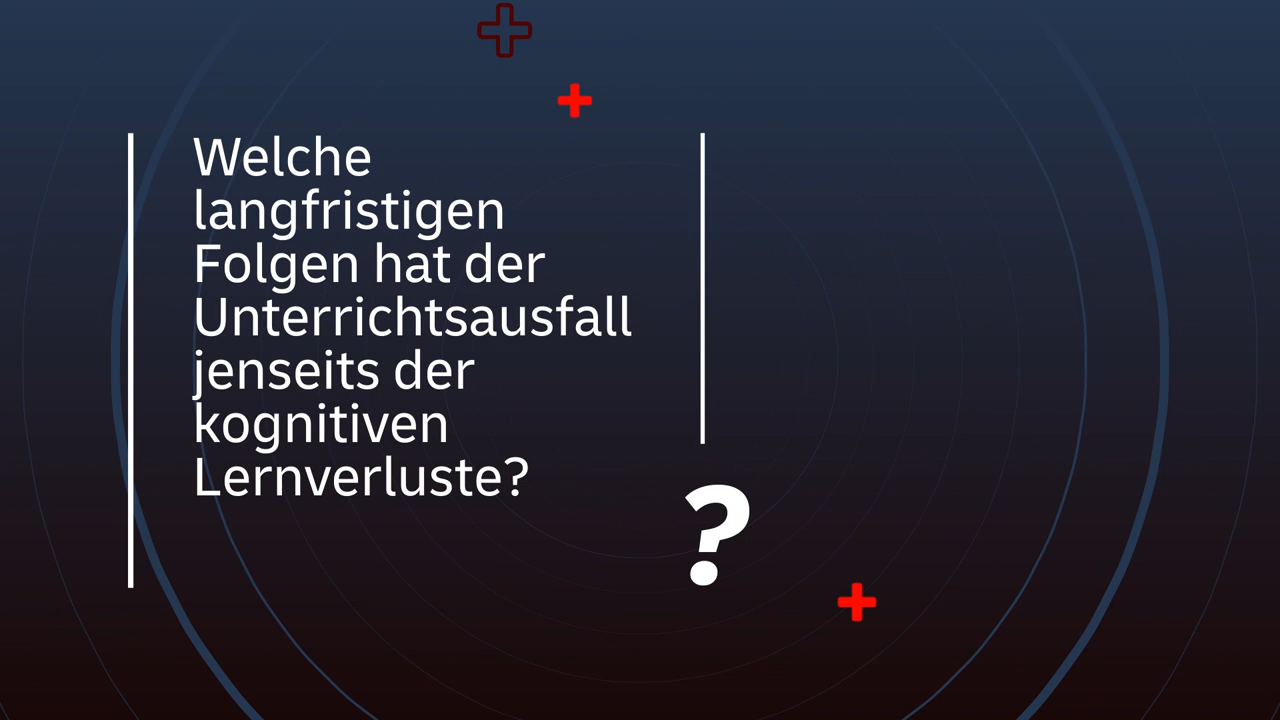 Welche
langfristigen
Folgen hat der
Unterrichtsausfall
jenseits der
kognitiven
Lernverluste?
?